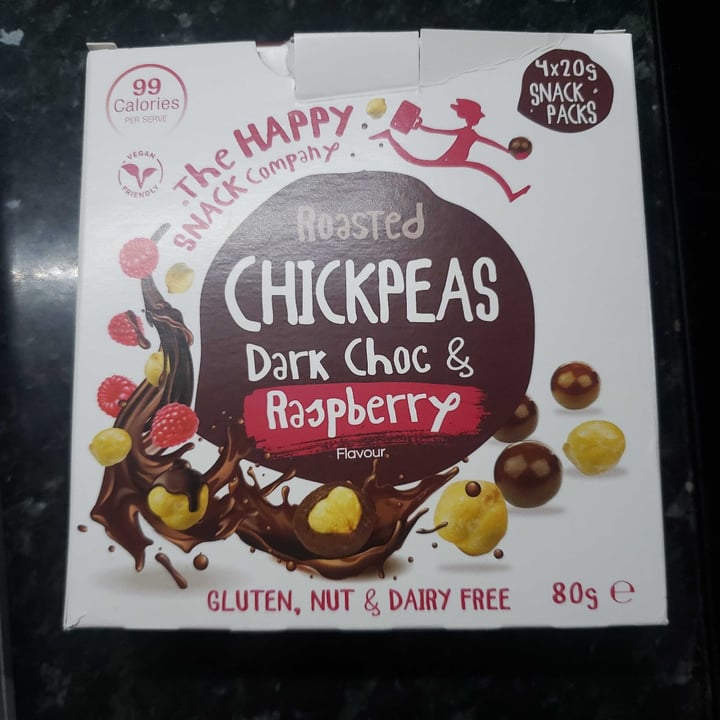 99
Calories
PER SERVE
VEGAN
FRIENDLY
The HAPPY
SNACK Company
®
4x20g
SNACK
PACKS
Roasted
CHICKPEAS
Dark Choc &
Raspberry
Flavour
GLUTEN, NUT & DAIRY FREE
80g ℮